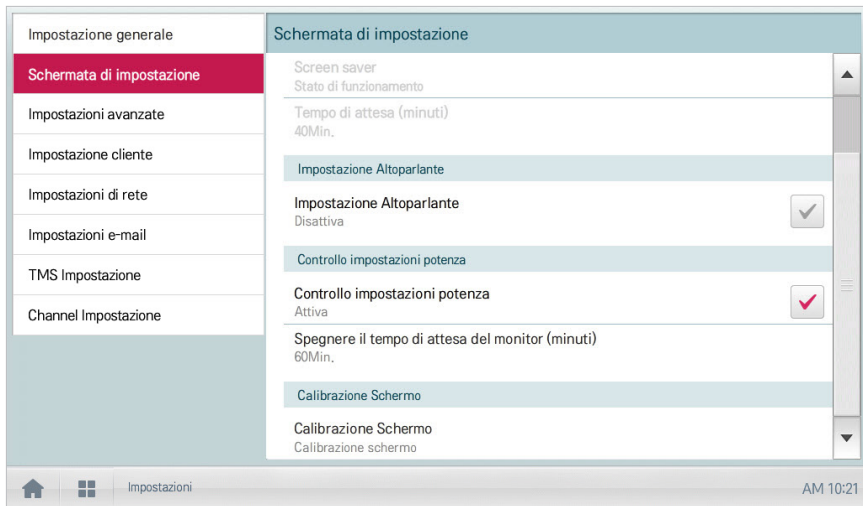 Impostazione generale
Schermata di impostazione
Impostazioni avanzate
Impostazione cliente
Impostazioni di rete
Impostazioni e-mail
TMS Impostazione
Channel Impostazione
Schermata di impostazione
Screen saver
Stato di funzionamento
Tempo di attesa (minuti)
40Min.
Impostazione Altoparlante
Impostazione Altoparlante
Disattiva
Controllo impostazioni potenza
Controllo impostazioni potenza
Attiva
Spegnere il tempo di attesa del monitor (minuti)
60Min.
Calibrazione Schermo
Calibrazione Schermo
Calibrazione schermo
Impostazioni
AM 10:21